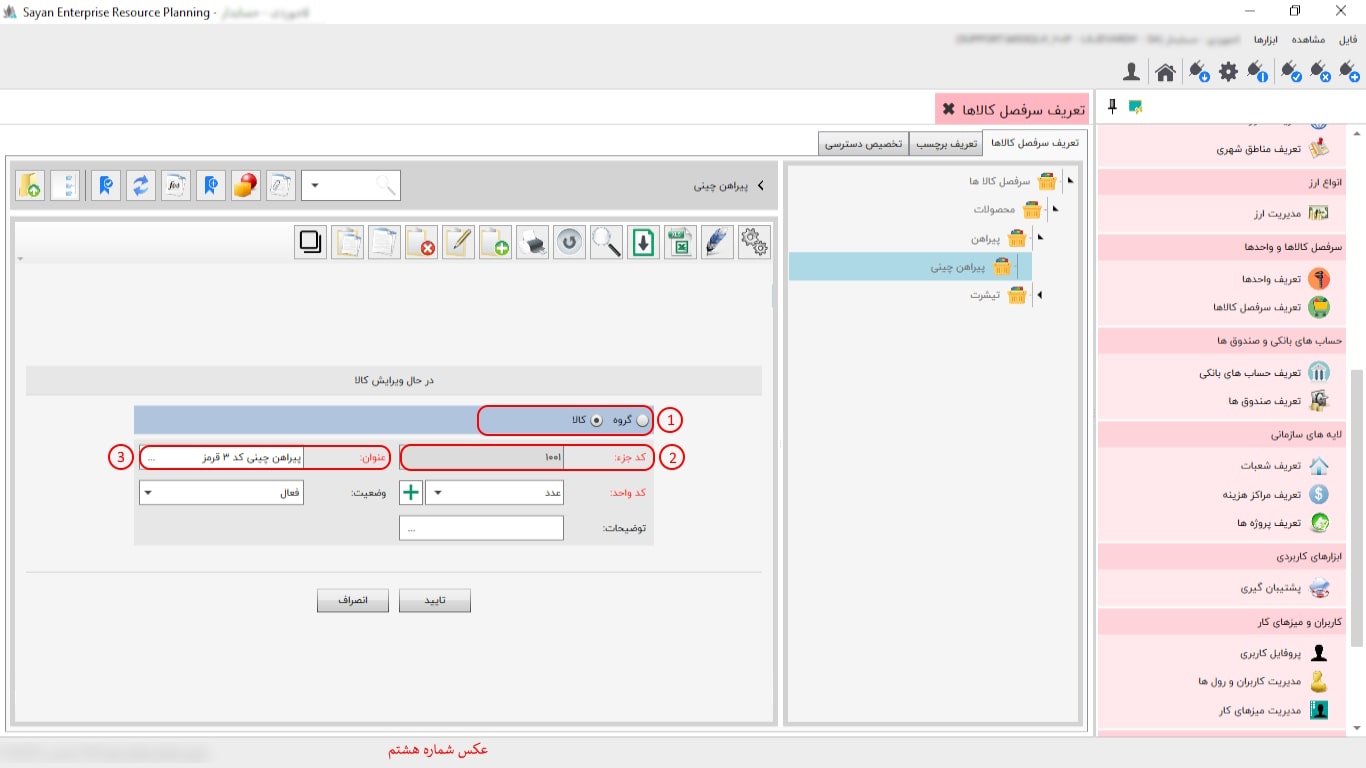 Sayan Enterprise Resource Planning -
فایل مشاهده ابزارها
تعریف سرفصل کالاها
تعریف سرفصل کالاها تعریف برچسب تخصیص دسترسی
تعریف مناطق شهری
انواع ارز
مدیریت ارز
سرفصل کالاها و واحدها
تعریف واحدها
تعریف سرفصل کالاها
حساب های بانکی و صندوق ها
تعریف حساب های بانکی
تعریف صندوق ها
لایه های سازمانی
تعریف شعبات
تعریف مراکز هزینه
تعریف پروژه ها
ابزارهای کاربردی
پشتیبان گیری
کاربران و میزهای کار
پروفایل کاربری
مدیریت کاربران و رول ها
مدیریت میزهای کار
سرفصل کالا ها
محصولات
پیراهن
پیراهن چینی
تیشرت
پیراهن چینی
f(x)
در حال ویرایش کالا
1 گروه کالا
2 کد جزء: ۱۰۰۱ عنوان: پیراهن چینی کد ۳ قرمز ... 3
کد واحد: عدد وضعیت: فعال
توضیحات: ...
تایید انصراف
عکس شماره هشتم